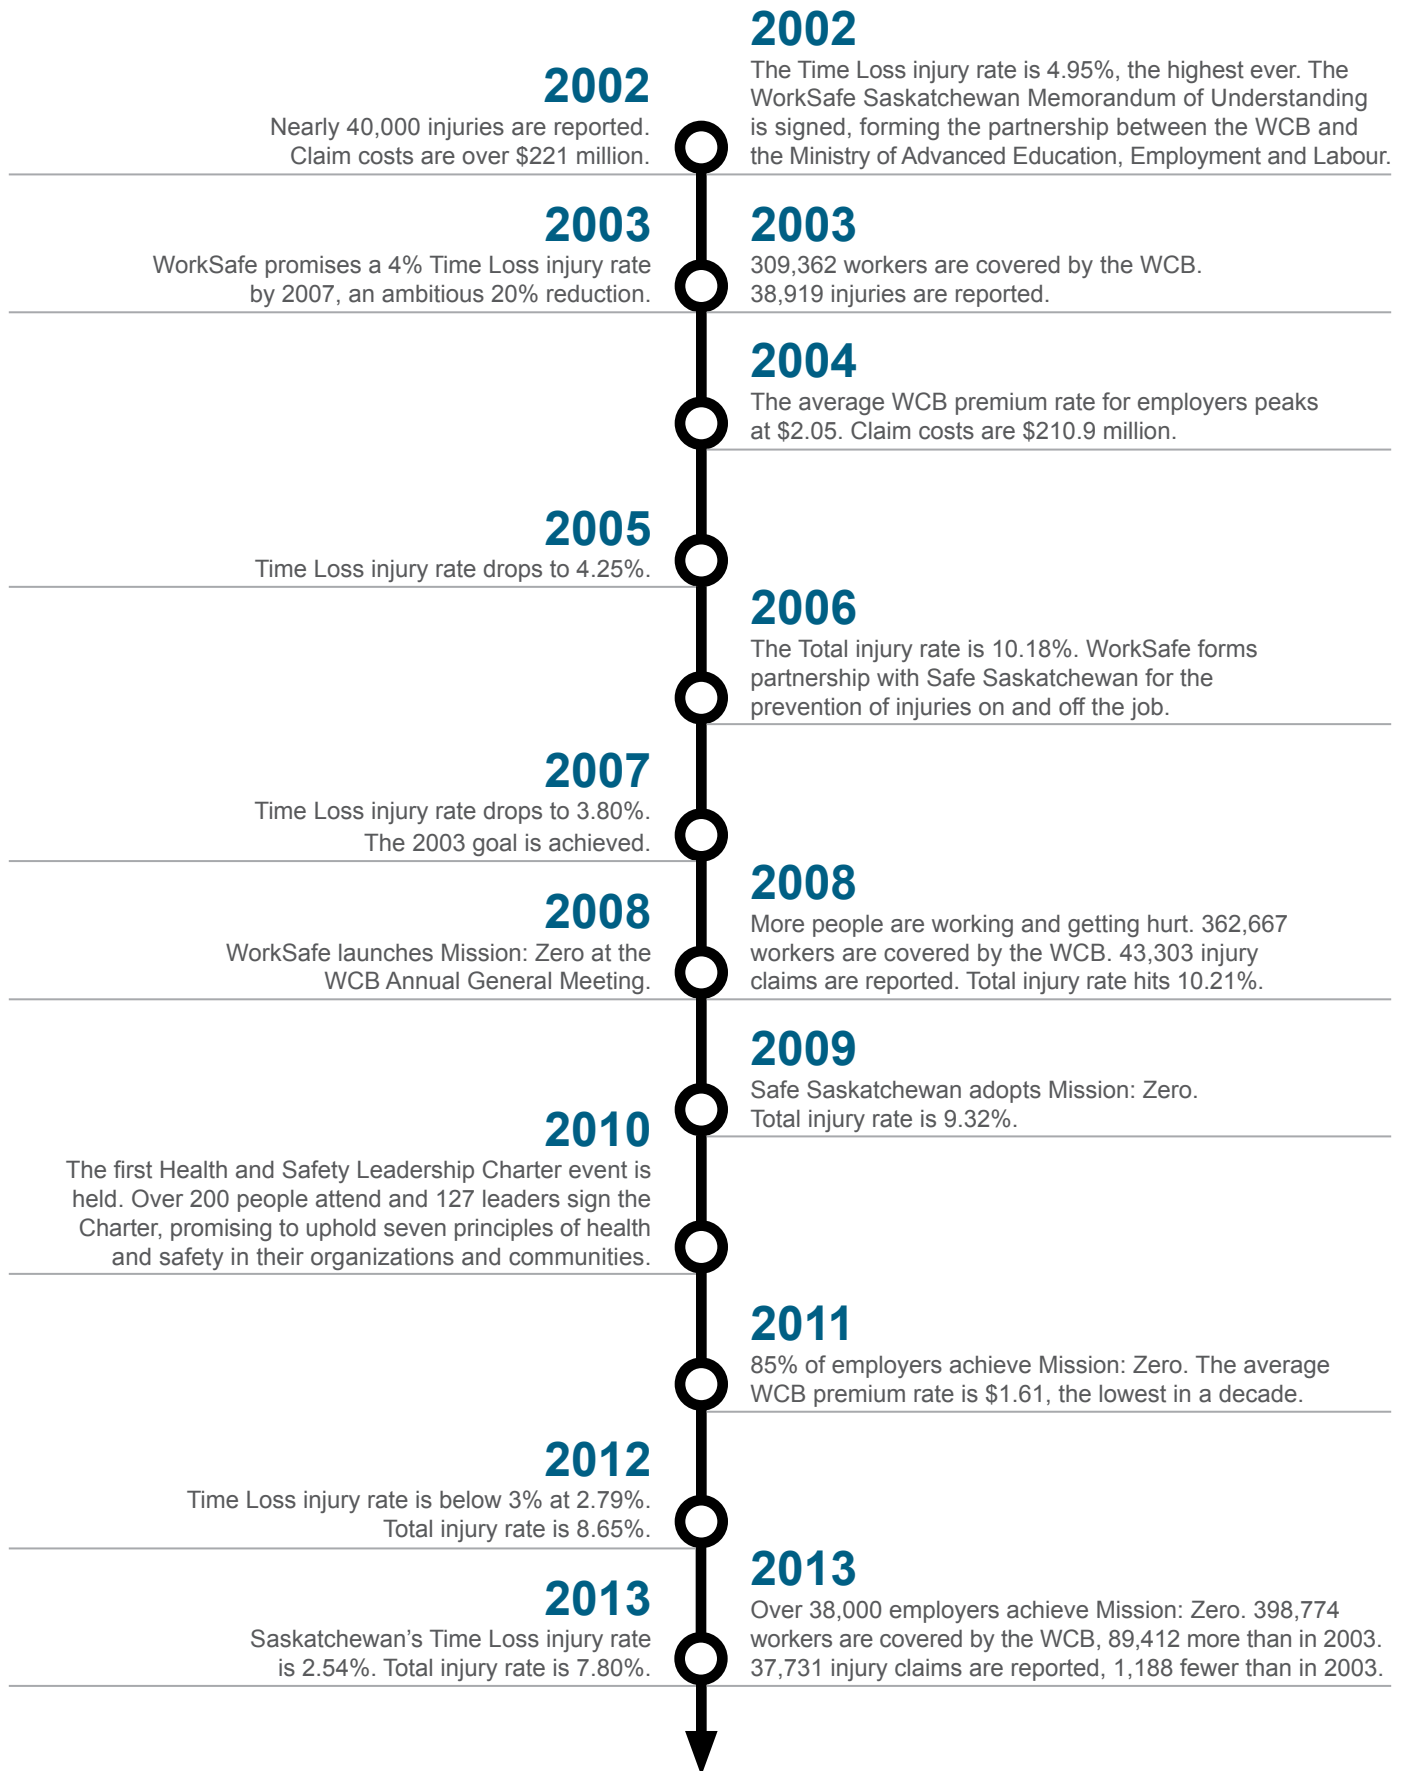 2002
Nearly 40,000 injuries are reported.
Claim costs are over $221 million.
2002
The Time Loss injury rate is 4.95%, the highest ever. The
WorkSafe Saskatchewan Memorandum of Understanding
is signed, forming the partnership between the WCB and
the Ministry of Advanced Education, Employment and Labour.
2003
WorkSafe promises a 4% Time Loss injury rate
by 2007, an ambitious 20% reduction.
2003
309,362 workers are covered by the WCB.
38,919 injuries are reported.
2004
The average WCB premium rate for employers peaks
at $2.05. Claim costs are $210.9 million.
2005
Time Loss injury rate drops to 4.25%.
2006
The Total injury rate is 10.18%. WorkSafe forms
partnership with Safe Saskatchewan for the
prevention of injuries on and off the job.
2007
Time Loss injury rate drops to 3.80%.
The 2003 goal is achieved.
2008
WorkSafe launches Mission: Zero at the
WCB Annual General Meeting.
2008
More people are working and getting hurt. 362,667
workers are covered by the WCB. 43,303 injury
claims are reported. Total injury rate hits 10.21%.
2009
Safe Saskatchewan adopts Mission: Zero.
Total injury rate is 9.32%.
2010
The first Health and Safety Leadership Charter event is
held. Over 200 people attend and 127 leaders sign the
Charter, promising to uphold seven principles of health
and safety in their organizations and communities.
2011
85% of employers achieve Mission: Zero. The average
WCB premium rate is $1.61, the lowest in a decade.
2012
Time Loss injury rate is below 3% at 2.79%.
Total injury rate is 8.65%.
2013
Saskatchewan’s Time Loss injury rate
is 2.54%. Total injury rate is 7.80%.
2013
Over 38,000 employers achieve Mission: Zero. 398,774
workers are covered by the WCB, 89,412 more than in 2003.
37,731 injury claims are reported, 1,188 fewer than in 2003.